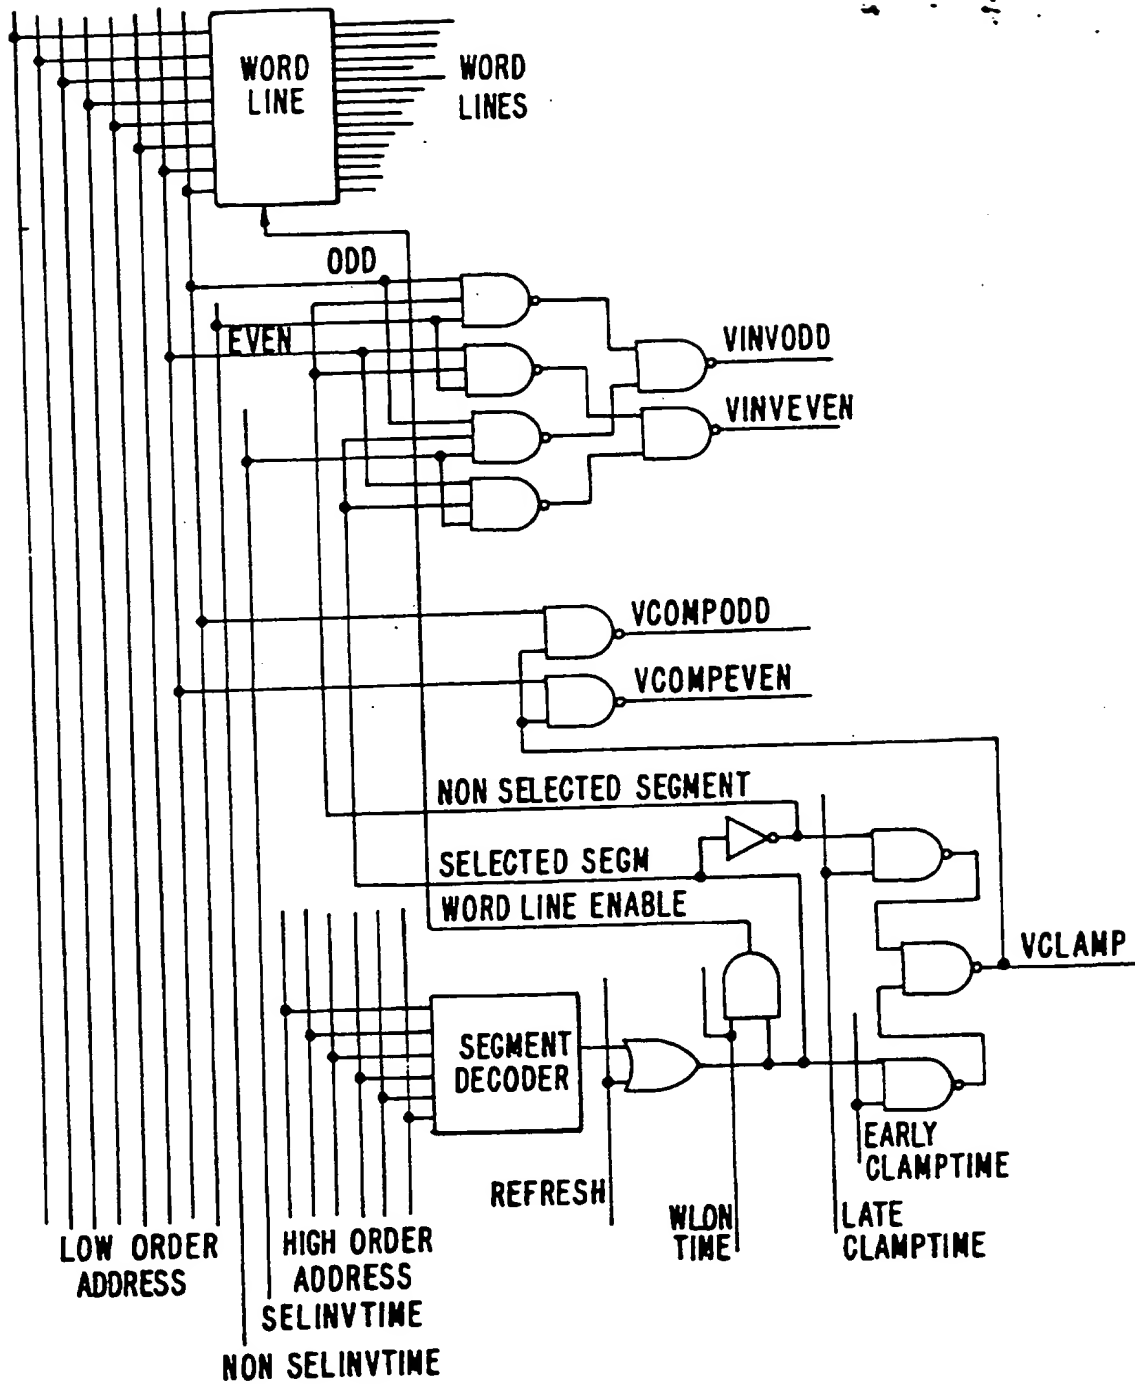 WORD
LINE
WORD
LINES
ODD
EVEN
VINVODD
VINVEVEN
VCOMPODD
VCOMPEVEN
NON SELECTED SEGMENT
SELECTED SEGM
WORD LINE ENABLE
VCLAMP
SEGMENT
DECODER
EARLY
CLAMPTIME
REFRESH
WLON
TIME
LATE
CLAMPTIME
LOW ORDER
ADDRESS
HIGH ORDER
ADDRESS
SELINVTIME
NON SELINVTIME